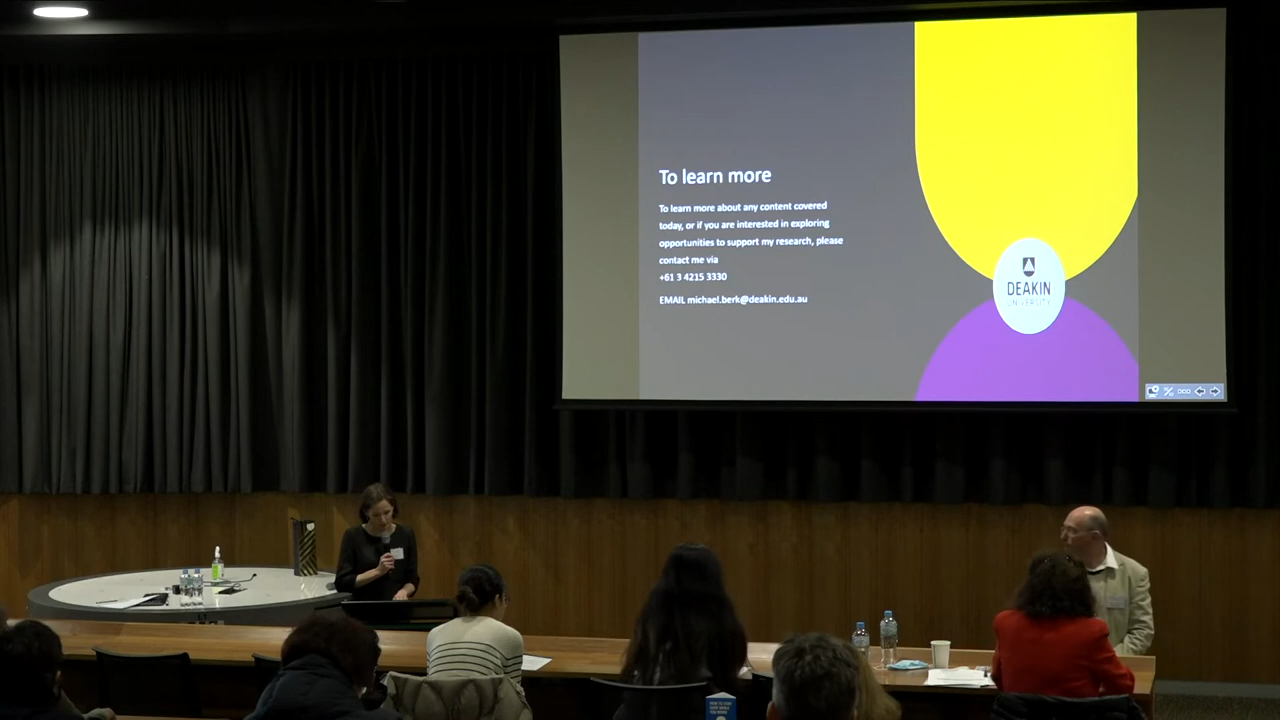 To learn more
To learn more about any content covered
today, or if you are interested in exploring
opportunities to support my research, please
contact me via
+61 3 4215 3330
EMAIL michael.berk@deakin.edu.au
DEAKIN
UNIVERSITY